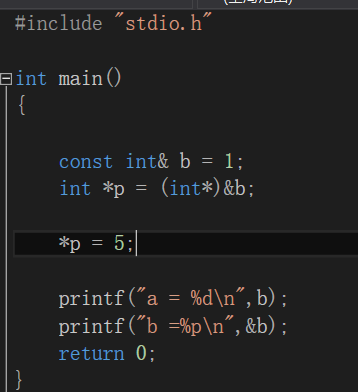 #include "stdio.h"
int main()
{
const int& b = 1;
int *p = (int*)&b;
*p = 5;
printf("a = %d\n",b);
printf("b =%p\n",&b);
return 0;
}